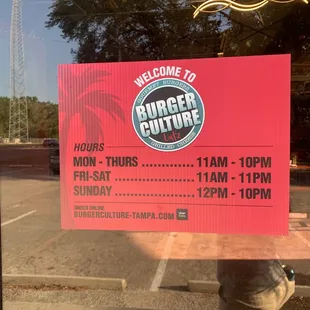 WELCOME TO
BURGER
CULTURE
HOURS
MON - THURS ............. 11AM - 10PM
FRI-SAT ..................... 11AM - 11PM
SUNDAY .................... 12PM - 10PM
ORDER ONLINE
BURGERCULTURE-TAMPA.COM